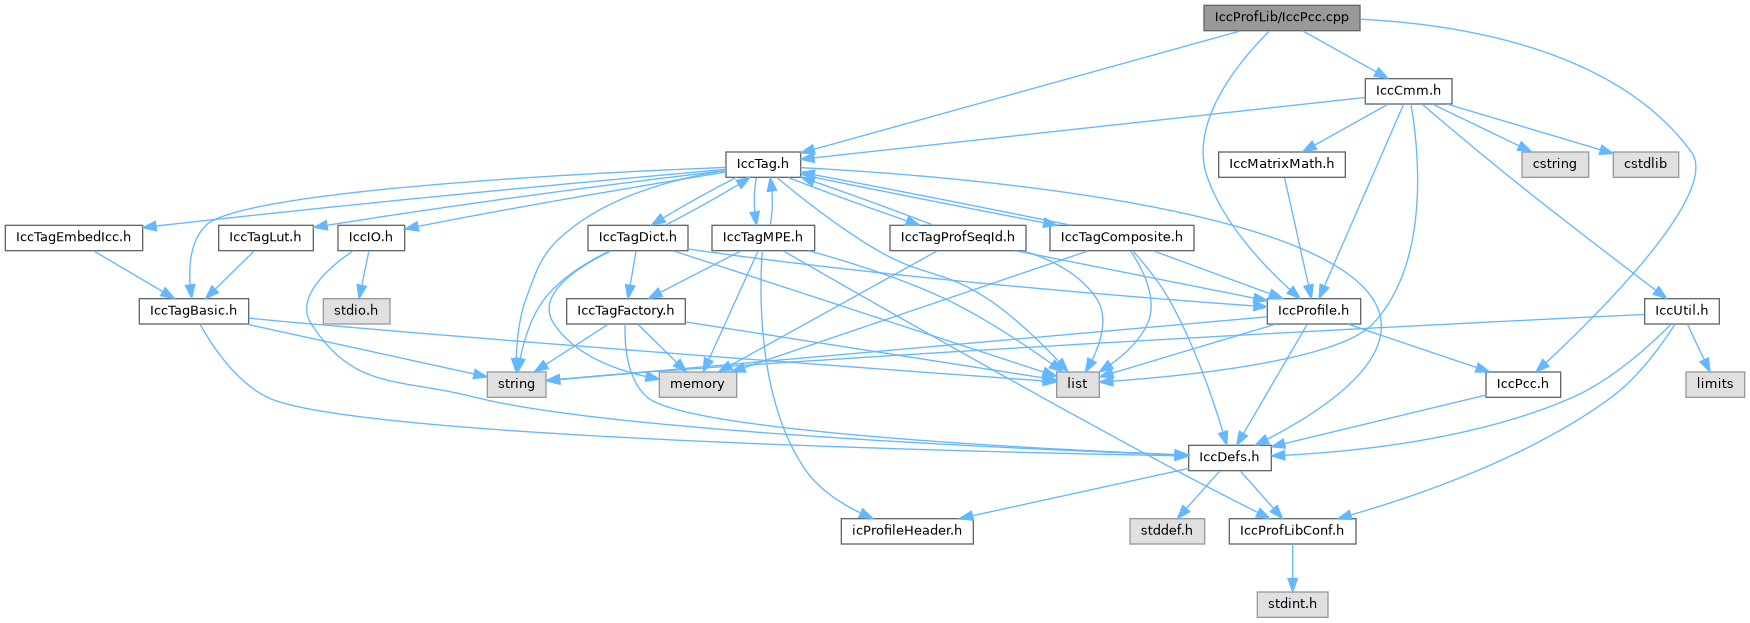 IccProfLib/IccPcc.cpp
IccCmm.h
IccTag.h
IccMatrixMath.h
cstring
cstdlib
IccTagEmbedIcc.h
IccTagLut.h
IccIO.h
IccTagDict.h
IccTagMPE.h
IccTagProfSeqId.h
IccTagComposite.h
IccTagBasic.h
stdio.h
IccTagFactory.h
IccProfile.h
IccUtil.h
string
memory
list
IccPcc.h
limits
IccDefs.h
icProfileHeader.h
stddef.h
IccProfLibConf.h
stdint.h